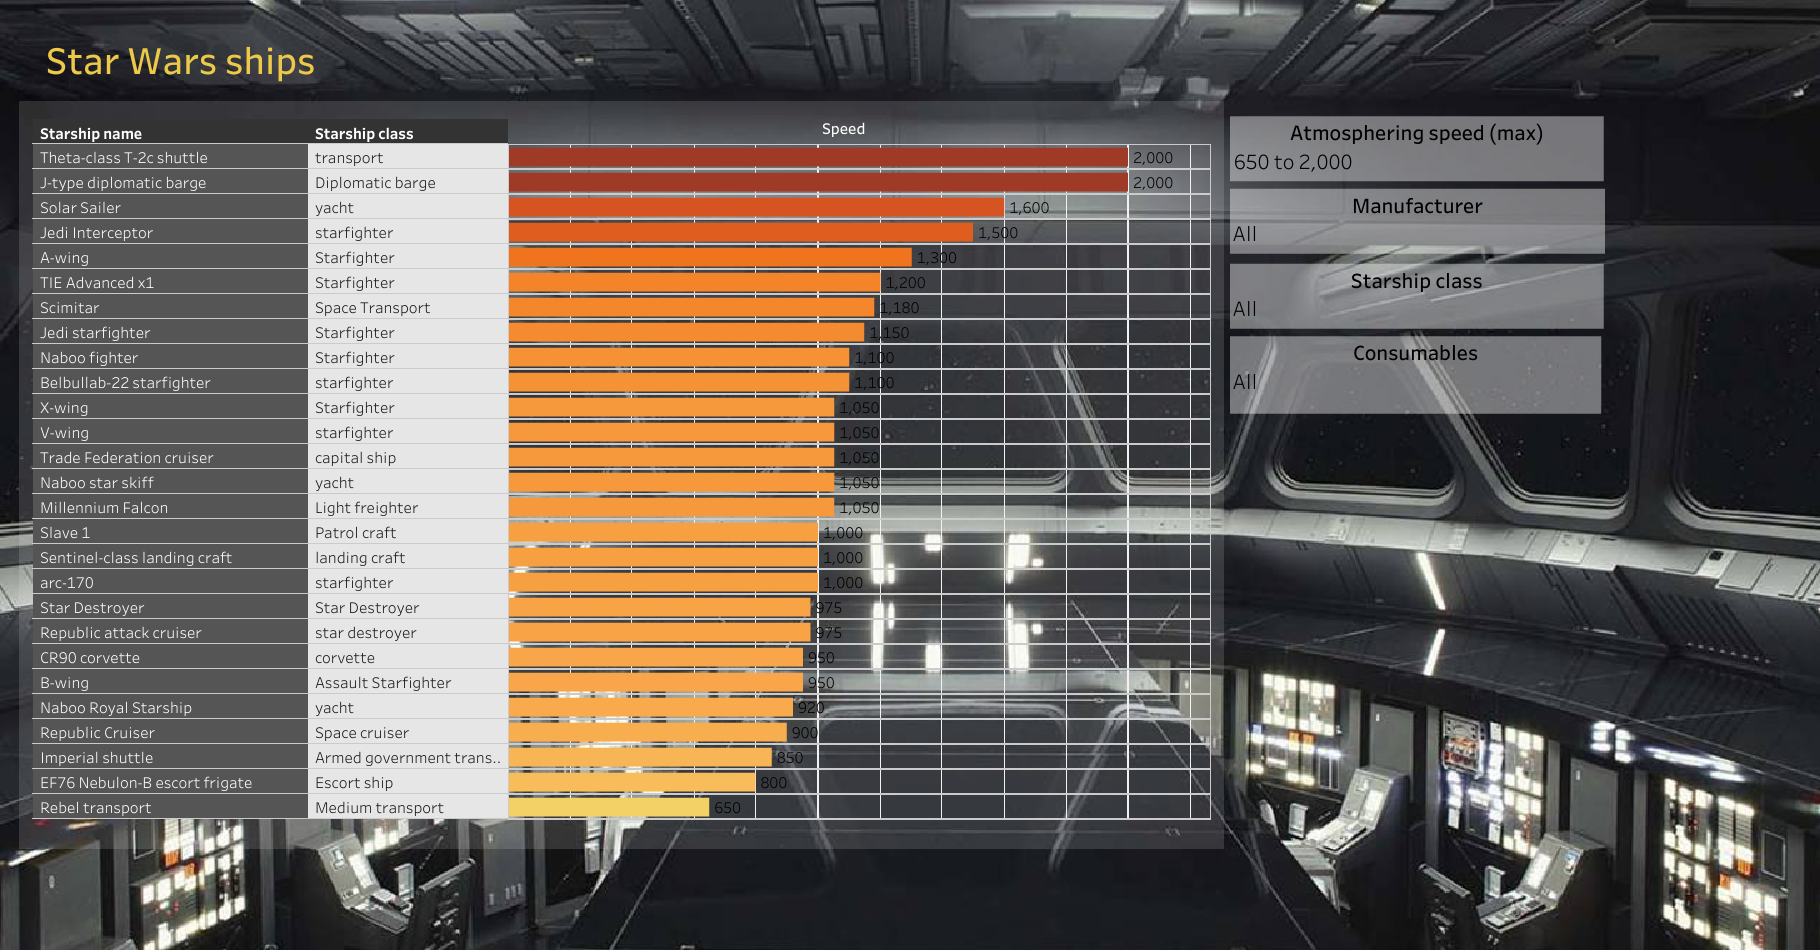 Star Wars ships
Starship name Starship class Speed
Theta-class T-2c shuttle transport 2,000
J-type diplomatic barge Diplomatic barge 2,000
Solar Sailer yacht 1,600
Jedi Interceptor starfighter 1,500
A-wing Starfighter 1,300
TIE Advanced x1 Starfighter 1,200
Scimitar Space Transport 1,180
Jedi starfighter Starfighter 1,150
Naboo fighter Starfighter 1,100
Belbullab-22 starfighter starfighter 1,100
X-wing Starfighter 1,050
V-wing starfighter 1,050
Trade Federation cruiser capital ship 1,050
Naboo star skiff yacht 1,050
Millennium Falcon Light freighter 1,050
Slave 1 Patrol craft 1,000
Sentinel-class landing craft landing craft 1,000
arc-170 starfighter 1,000
Star Destroyer Star Destroyer 975
Republic attack cruiser star destroyer 975
CR90 corvette corvette 950
B-wing Assault Starfighter 950
Naboo Royal Starship yacht 920
Republic Cruiser Space cruiser 900
Imperial shuttle Armed government trans.. 850
EF76 Nebulon-B escort frigate Escort ship 800
Rebel transport Medium transport 650
Atmosphering speed (max)
650 to 2,000
Manufacturer
All
Starship class
All
Consumables
All